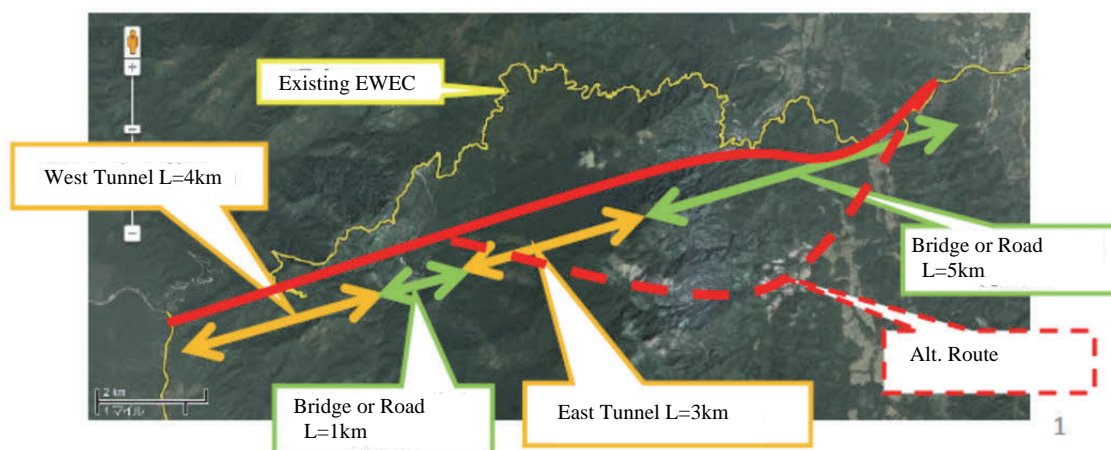 Existing EWEC
West Tunnel L=4km
Bridge or Road
L=5km
Alt. Route
Bridge or Road
L=1km
East Tunnel L=3km
2 km
1 マイル
1